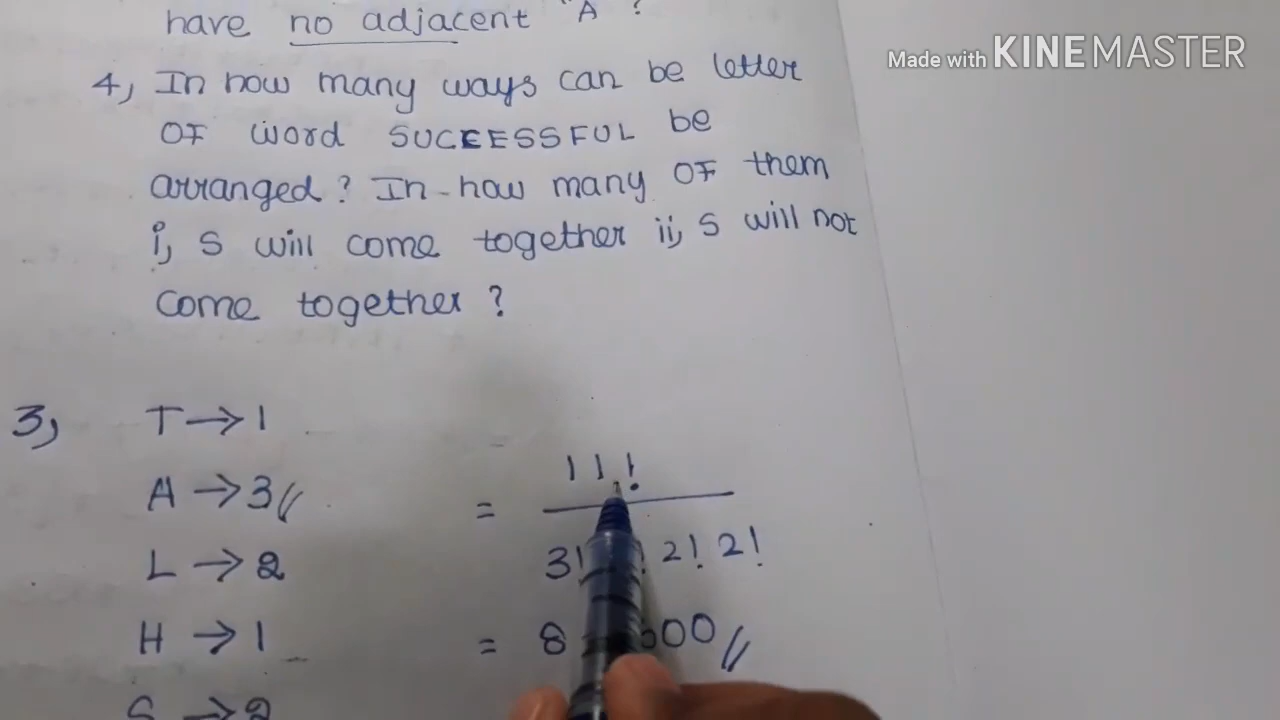 have no adjacent "A" ?
Made with KINEMASTER
4) In how many ways can be letter
OF word SUCCESSFUL be
arranged? In how many OF them
i, S will come together ii, S will not
come together ?
3) T → 1
A → 3
= 11!
L → 2
3! 2! 2!
H → 1
= 8 00
S → 2